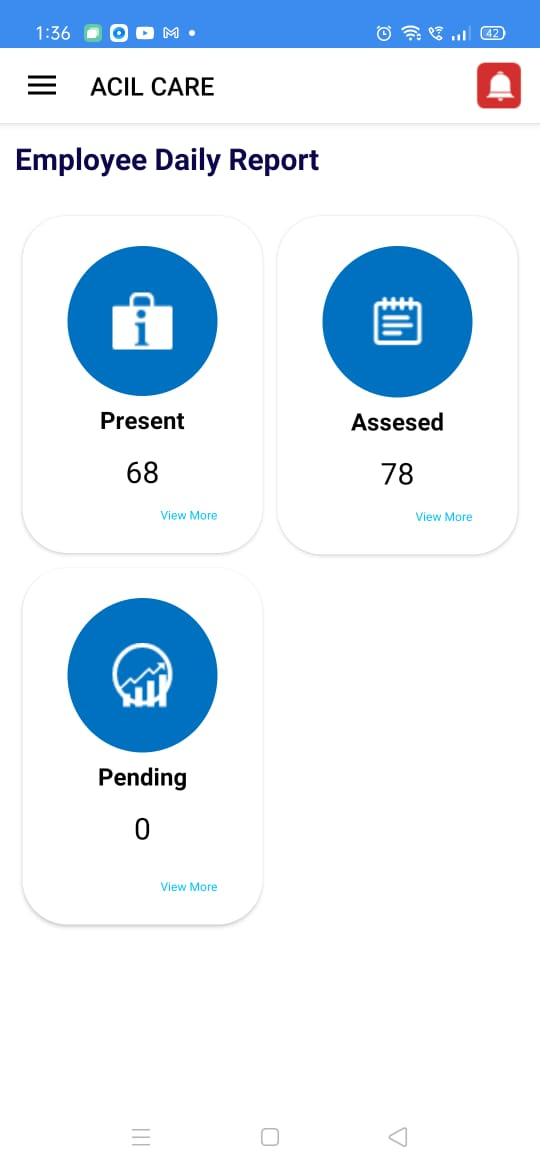 1:36
42
ACIL CARE
Employee Daily Report
Present
68
View More
Assesed
78
View More
Pending
0
View More